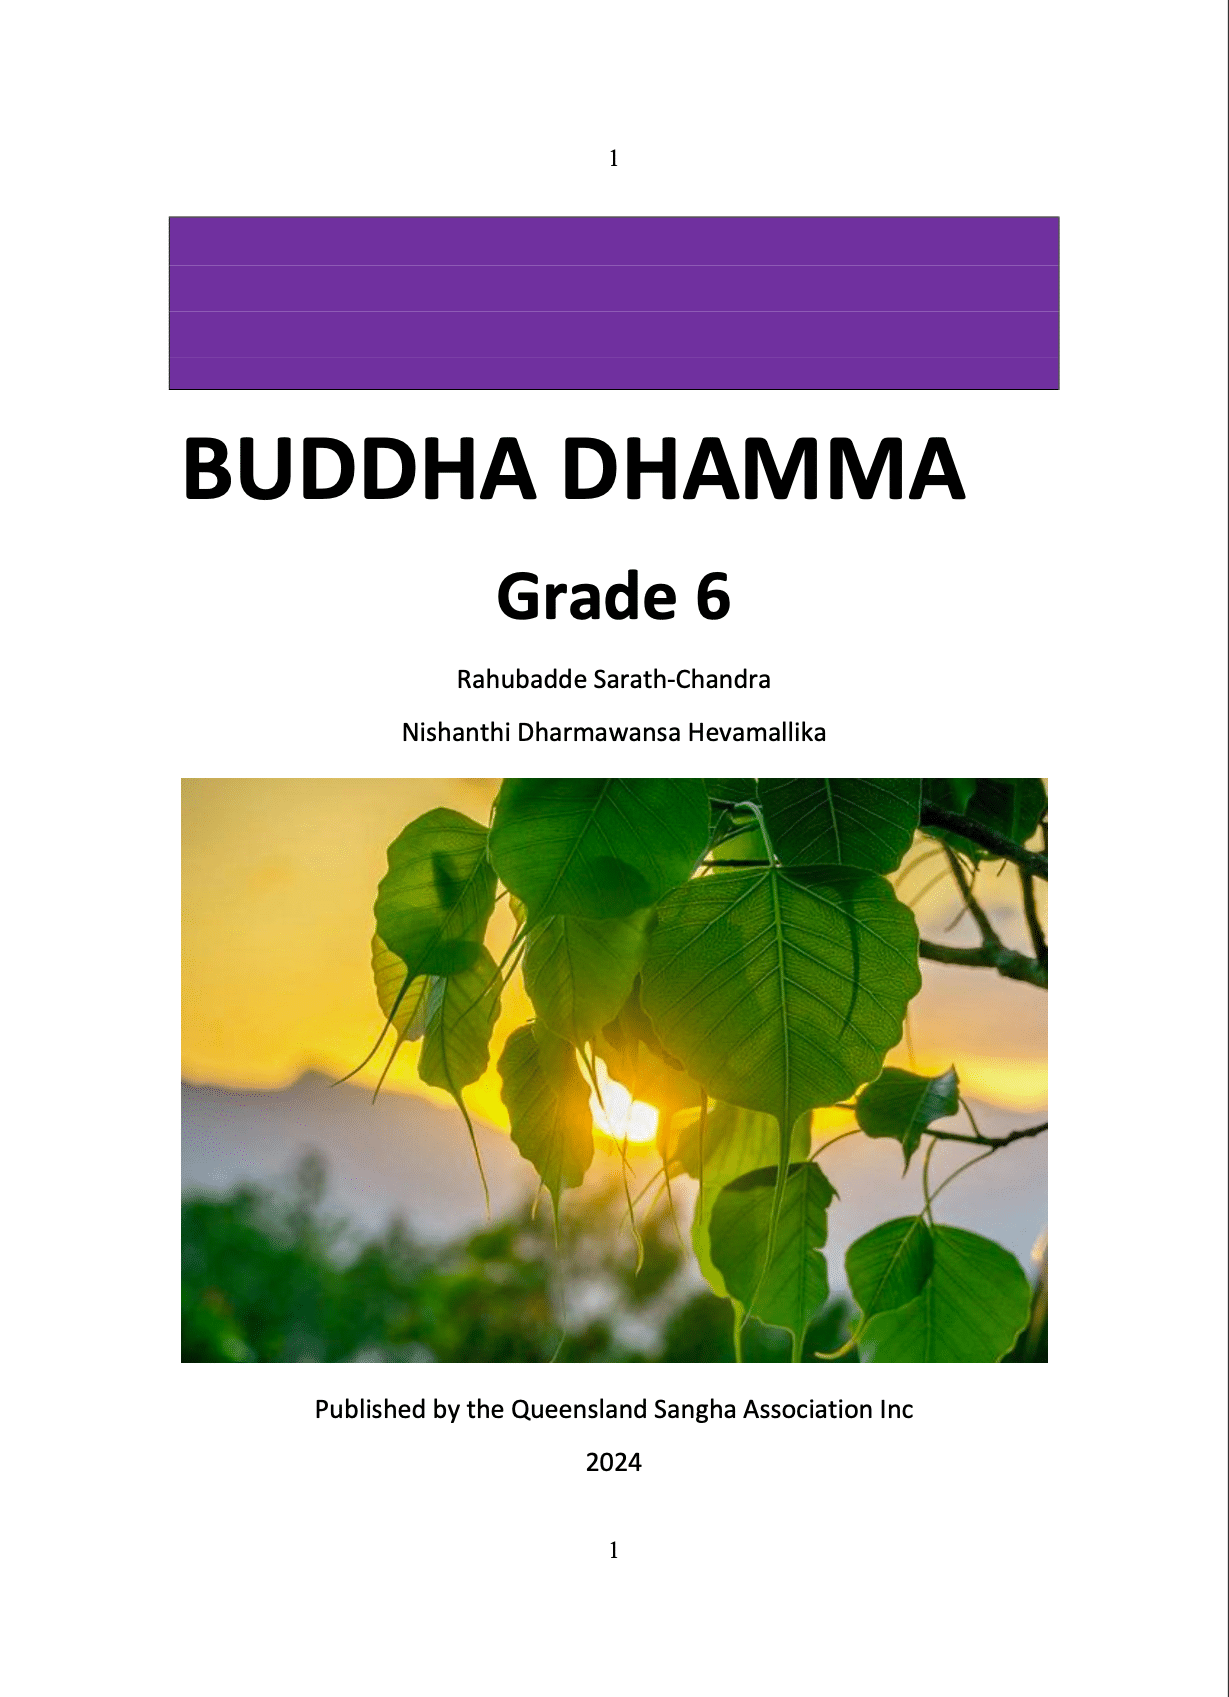 1
BUDDHA DHAMMA
Grade 6
Rahubadde Sarath-Chandra
Nishanthi Dharmawansa Hevamallika
Published by the Queensland Sangha Association Inc
2024
1